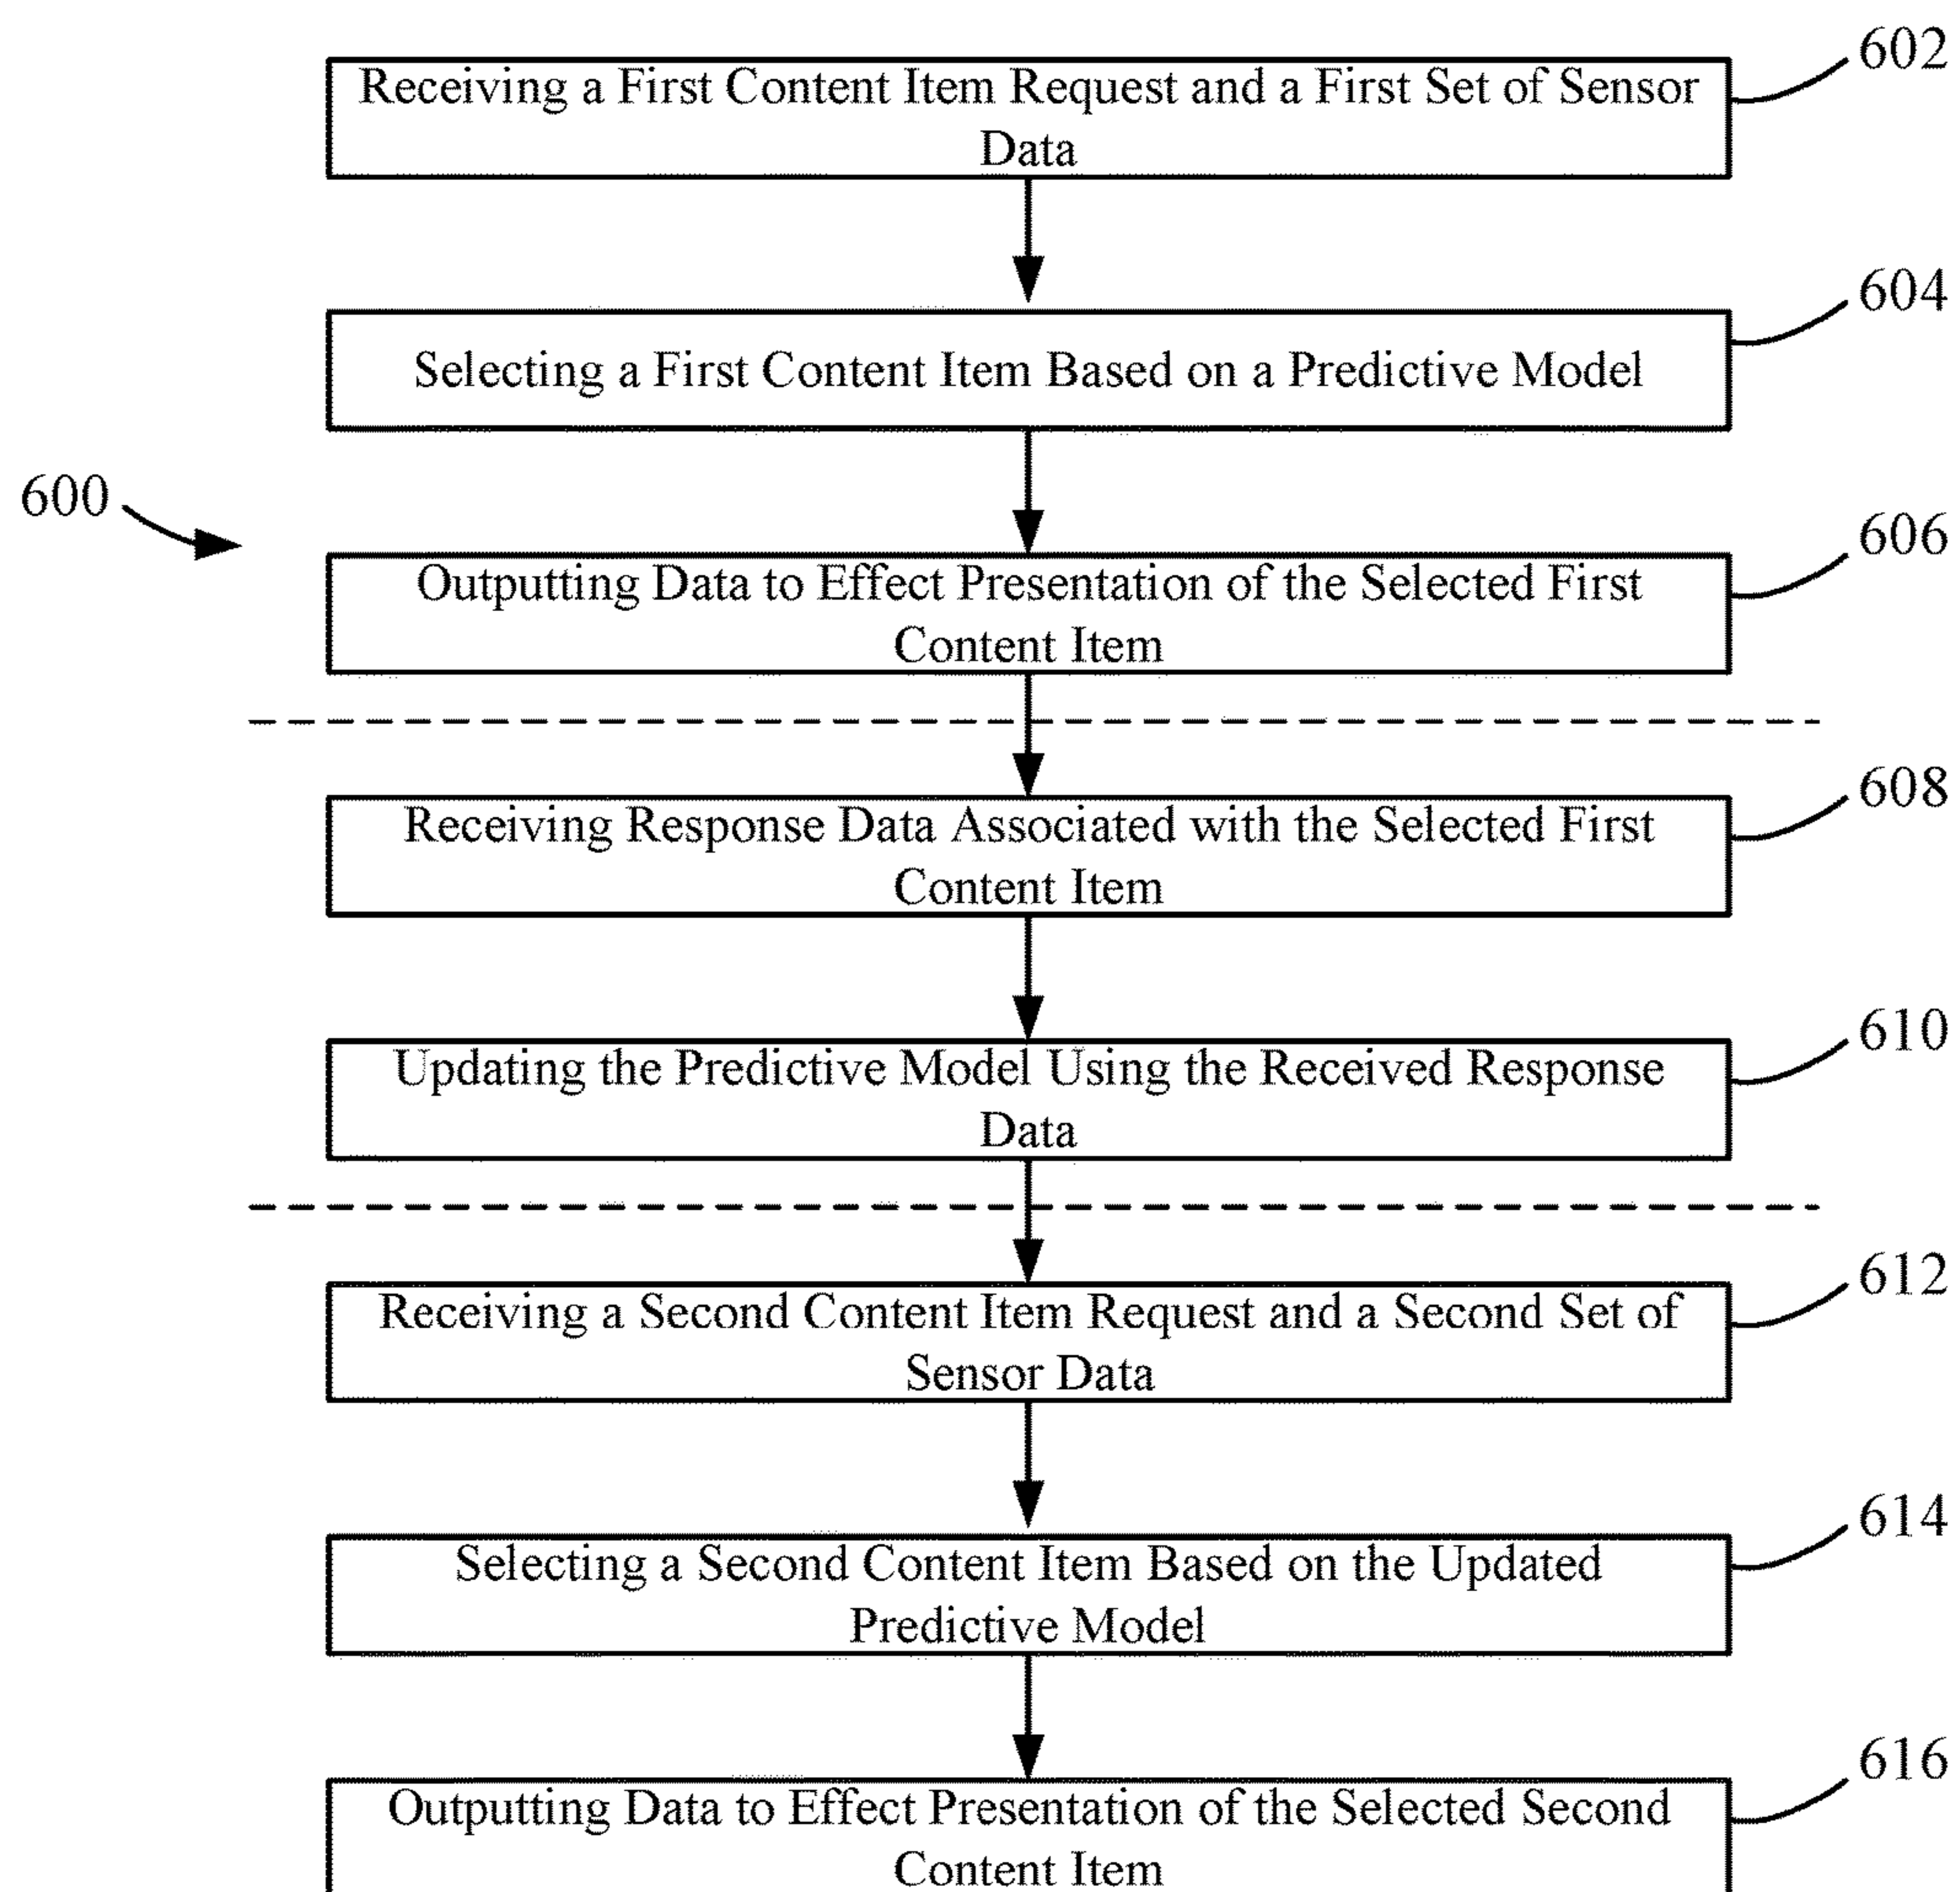 602
Receiving a First Content Item Request and a First Set of Sensor
Data
604
Selecting a First Content Item Based on a Predictive Model
600
606
Outputting Data to Effect Presentation of the Selected First
Content Item
608
Receiving Response Data Associated with the Selected First
Content Item
610
Updating the Predictive Model Using the Received Response
Data
612
Receiving a Second Content Item Request and a Second Set of
Sensor Data
614
Selecting a Second Content Item Based on the Updated
Predictive Model
616
Outputting Data to Effect Presentation of the Selected Second
Content Item